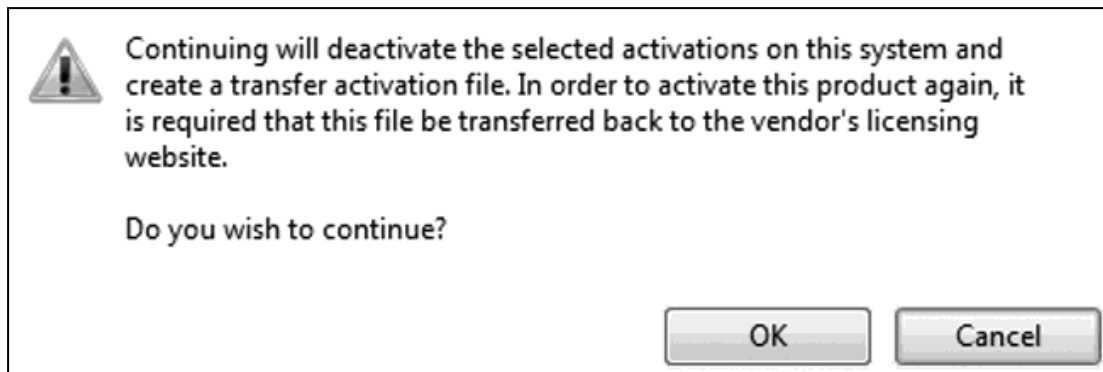 Continuing will deactivate the selected activations on this system and
create a transfer activation file. In order to activate this product again, it
is required that this file be transferred back to the vendor's licensing
website.
Do you wish to continue?
OK
Cancel